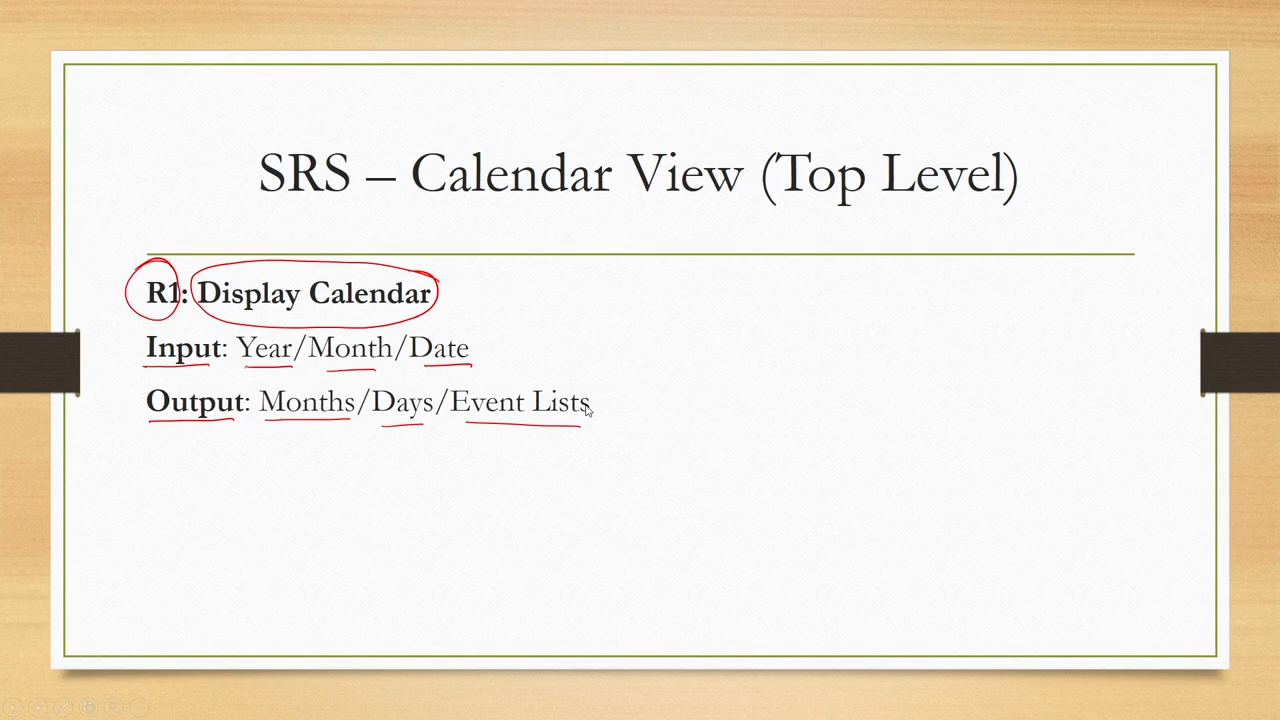 SRS – Calendar View (Top Level)
R1: Display Calendar
Input: Year/Month/Date
Output: Months/Days/Event Lists